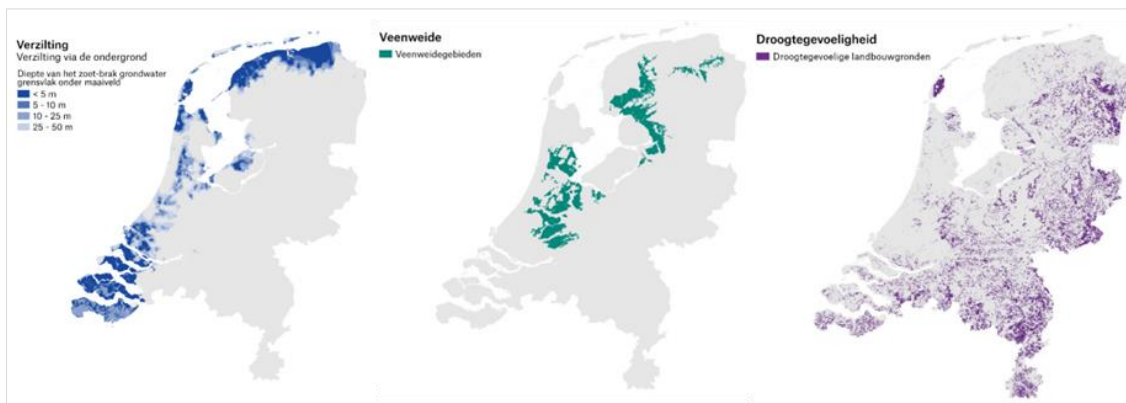 Verzilting
Verzilting via de ondergrond
Diepte van het zoet-brak grondwater
grensvlak onder maaiveld
< 5 m
5 - 10 m
10 - 25 m
25 - 50 m
Veenweide
Veenweidegebieden
Droogtegevoeligheid
Droogtegevoelige landbouwgronden